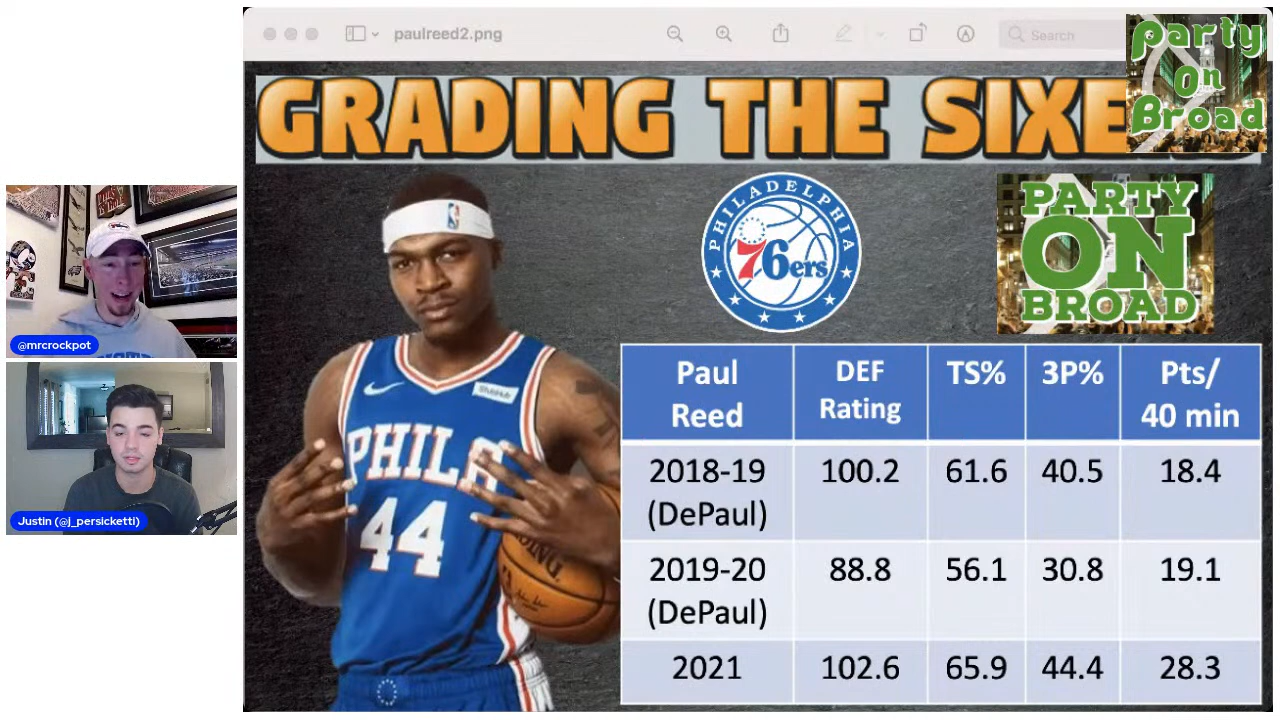 paulreed2.png
Search
Party
On
Broad
GRADING THE SIXE
PHILADELPHIA
76ers
PARTY
ON
BROAD
@mrcrockpot
Justin (@j_persicketti)
StubHub
PHILA
44
Paul Reed	DEF Rating	TS%	3P%	Pts/ 40 min
2018-19 (DePaul)	100.2	61.6	40.5	18.4
2019-20 (DePaul)	88.8	56.1	30.8	19.1
2021	102.6	65.9	44.4	28.3